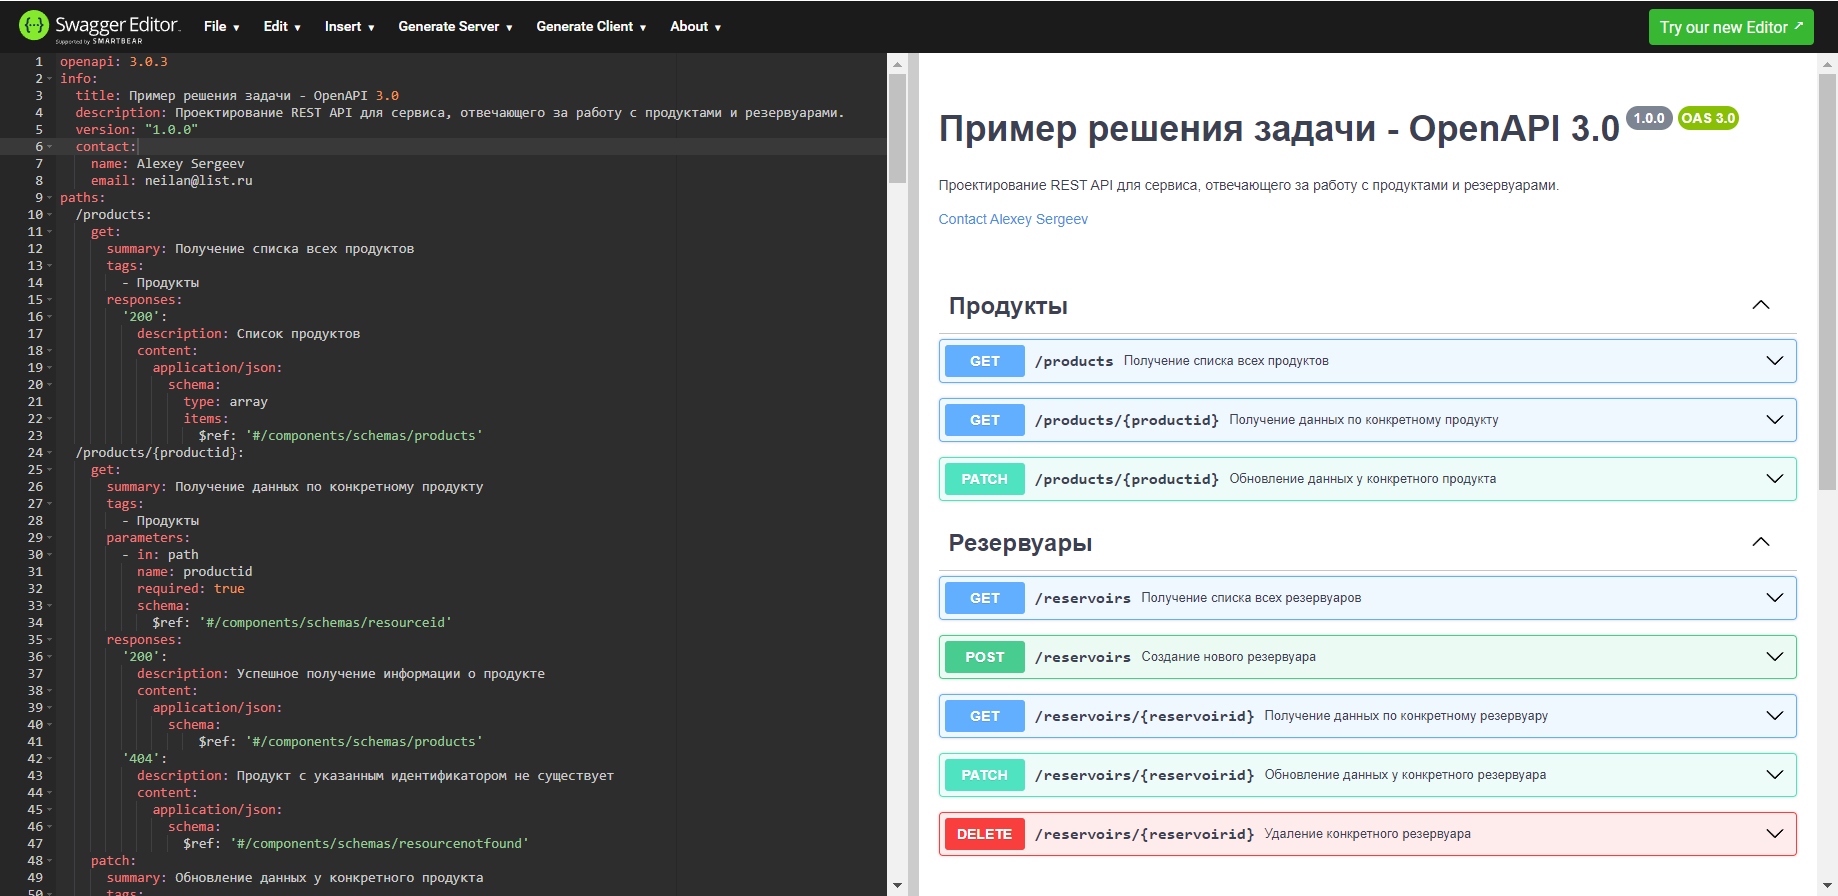 Swagger Editor
Supported by SMARTBEAR
File Edit Insert Generate Server Generate Client About
Try our new Editor
1 openapi: 3.0.3
2 info:
3 title: Пример решения задачи - OpenAPI 3.0
4 description: Проектирование REST API для сервиса, отвечающего за работу с продуктами и резервуарами.
5 version: "1.0.0"
6 contact:
7 name: Alexey Sergeev
8 email: neilan@list.ru
9 paths:
10 /products:
11 get:
12 summary: Получение списка всех продуктов
13 tags:
14 - Продукты
15 responses:
16 '200':
17 description: Список продуктов
18 content:
19 application/json:
20 schema:
21 type: array
22 items:
23 $ref: '#/components/schemas/products'
24 /products/{productid}:
25 get:
26 summary: Получение данных по конкретному продукту
27 tags:
28 - Продукты
29 parameters:
30 - in: path
31 name: productid
32 required: true
33 schema:
34 $ref: '#/components/schemas/resourceid'
35 responses:
36 '200':
37 description: Успешное получение информации о продукте
38 content:
39 application/json:
40 schema:
41 $ref: '#/components/schemas/products'
42 '404':
43 description: Продукт с указанным идентификатором не существует
44 content:
45 application/json:
46 schema:
47 $ref: '#/components/schemas/resourcenotfound'
48 patch:
49 summary: Обновление данных у конкретного продукта
50 tags:
Пример решения задачи - OpenAPI 3.0 1.0.0 OAS 3.0
Проектирование REST API для сервиса, отвечающего за работу с продуктами и резервуарами.
Contact Alexey Sergeev
Продукты
GET /products Получение списка всех продуктов
GET /products/{productid} Получение данных по конкретному продукту
PATCH /products/{productid} Обновление данных у конкретного продукта
Резервуары
GET /reservoirs Получение списка всех резервуаров
POST /reservoirs Создание нового резервуара
GET /reservoirs/{reservoirid} Получение данных по конкретному резервуару
PATCH /reservoirs/{reservoirid} Обновление данных у конкретного резервуара
DELETE /reservoirs/{reservoirid} Удаление конкретного резервуара